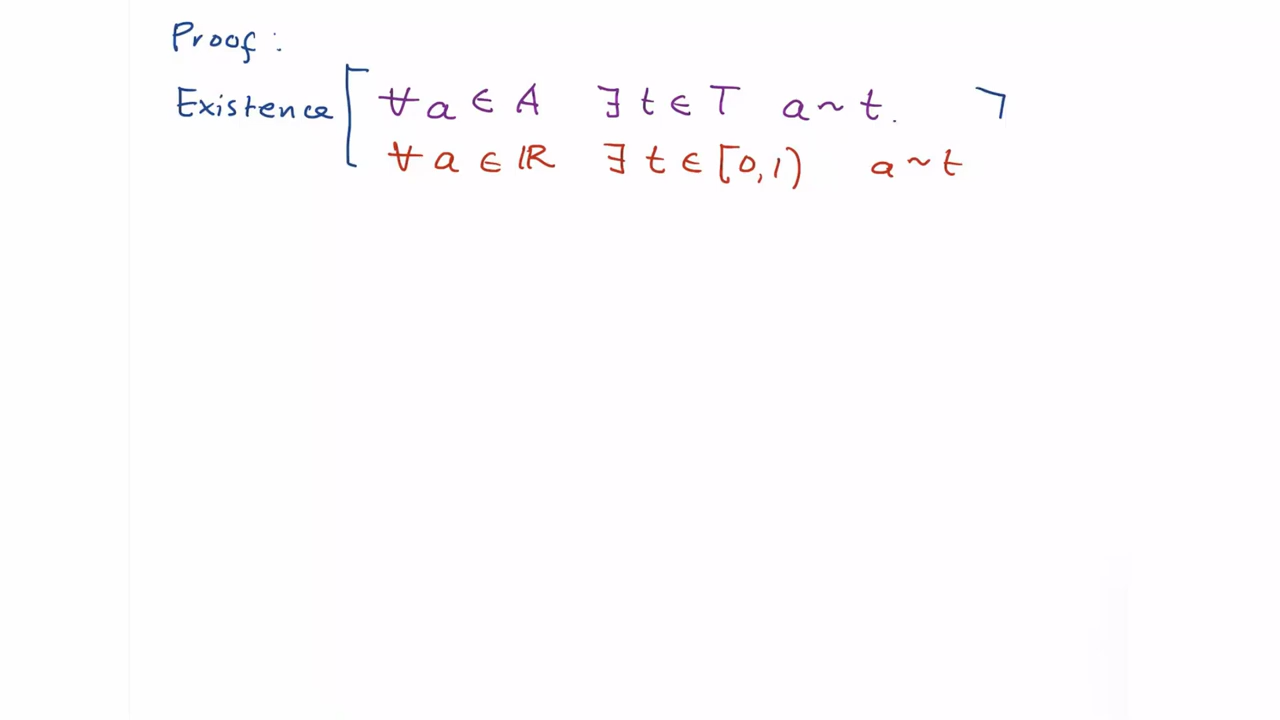 Proof :
Existence [ ∀ a ∈ A ∃ t ∈ T a ~ t. ]
∀ a ∈ ℝ ∃ t ∈ [0,1) a ~ t